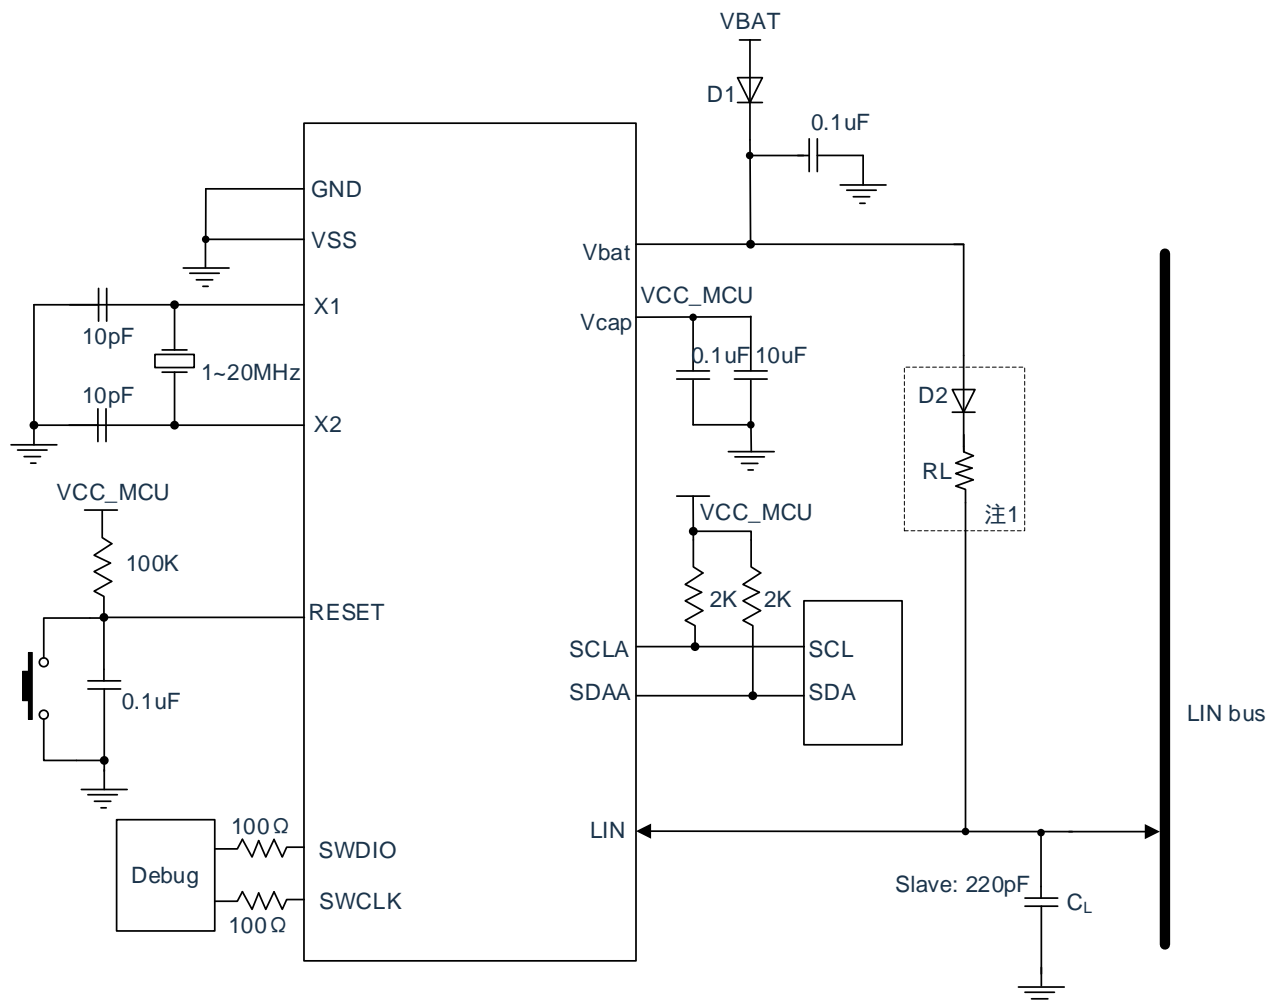 VBAT
D1
0.1uF
GND
VSS
Vbat
VCC_MCU
X1
Vcap
10pF
0.1uF 10uF
1~20MHz
10pF
D2
X2
RL
VCC_MCU
VCC_MCU
注1
100K
2K
2K
RESET
SCLA
SCL
SDAA
SDA
0.1uF
LIN bus
100Ω
LIN
SWDIO
Debug
Slave: 220pF
SWCLK
CL
100Ω